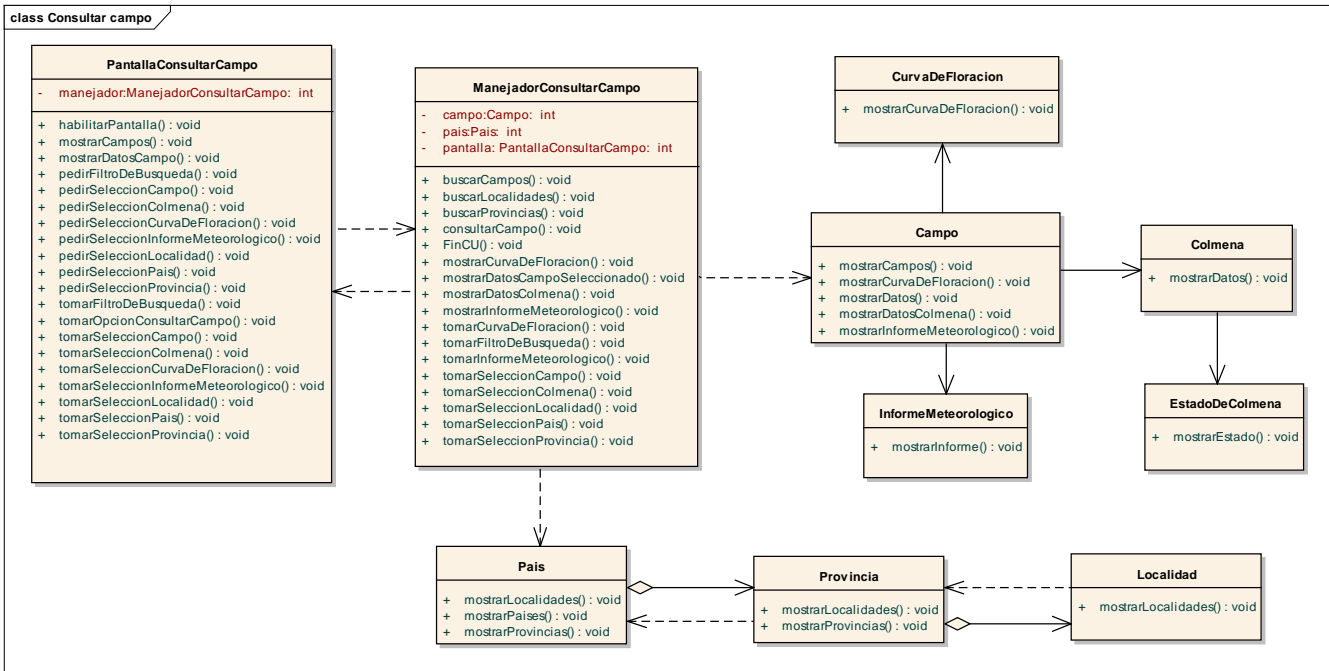 class Consultar campo
PantallaConsultarCampo
- manejador:ManejadorConsultarCampo: int
+ habilitarPantalla() : void
+ mostrarCampos() : void
+ mostrarDatosCampo() : void
+ pedirFiltroDeBusqueda() : void
+ pedirSeleccionCampo() : void
+ pedirSeleccionColmena() : void
+ pedirSeleccionCurvaDeFloracion() : void
+ pedirSeleccionInformeMeteorologico() : void
+ pedirSeleccionLocalidad() : void
+ pedirSeleccionPais() : void
+ pedirSeleccionProvincia() : void
+ tomarFiltroDeBusqueda() : void
+ tomarOpcionConsultarCampo() : void
+ tomarSeleccionCampo() : void
+ tomarSeleccionColmena() : void
+ tomarSeleccionCurvaDeFloracion() : void
+ tomarSeleccionInformeMeteorologico() : void
+ tomarSeleccionLocalidad() : void
+ tomarSeleccionPais() : void
+ tomarSeleccionProvincia() : void
ManejadorConsultarCampo
- campo:Campo: int
- pais:Pais: int
- pantalla: PantallaConsultarCampo: int
+ buscarCampos() : void
+ buscarLocalidades() : void
+ buscarProvincias() : void
+ consultarCampo() : void
+ FinCU() : void
+ mostrarCurvaDeFloracion() : void
+ mostrarDatosCampoSeleccionado() : void
+ mostrarDatosColmena() : void
+ mostrarInformeMeteorologico() : void
+ tomarCurvaDeFloracion() : void
+ tomarFiltroDeBusqueda() : void
+ tomarInformeMeteorologico() : void
+ tomarSeleccionCampo() : void
+ tomarSeleccionColmena() : void
+ tomarSeleccionLocalidad() : void
+ tomarSeleccionPais() : void
+ tomarSeleccionProvincia() : void
CurvaDeFloracion
+ mostrarCurvaDeFloracion() : void
Campo
+ mostrarCampos() : void
+ mostrarCurvaDeFloracion() : void
+ mostrarDatos() : void
+ mostrarDatosColmena() : void
+ mostrarInformeMeteorologico() : void
Colmena
+ mostrarDatos() : void
InformeMeteorologico
+ mostrarInforme() : void
EstadoDeColmena
+ mostrarEstado() : void
Pais
+ mostrarLocalidades() : void
+ mostrarPaises() : void
+ mostrarProvincias() : void
Provincia
+ mostrarLocalidades() : void
+ mostrarProvincias() : void
Localidad
+ mostrarLocalidades() : void